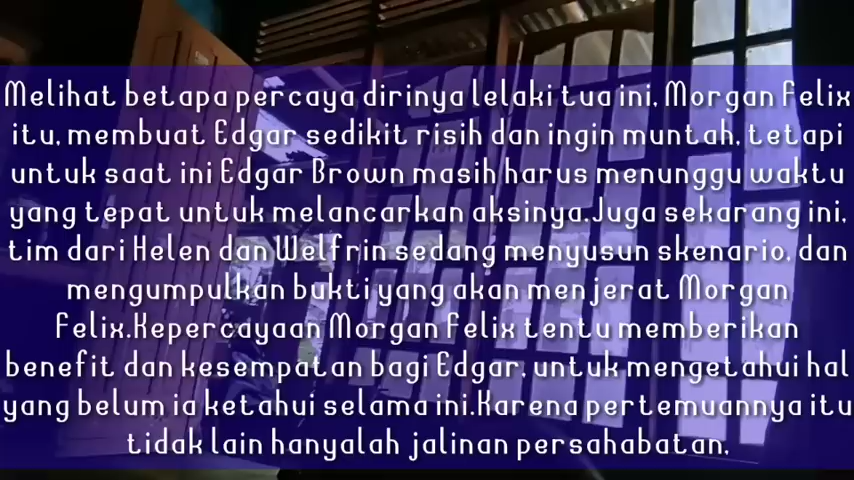 Melihat betapa percaya dirinya lelaki tua ini, Morgan Felix
itu, membuat Edgar sedikit risih dan ingin muntah, tetapi
untuk saat ini Edgar Brown masih harus menunggu waktu
yang tepat untuk melancarkan aksinya.Juga sekarang ini,
tim dari Helen dan Welfrin sedang menyusun skenario, dan
mengumpulkan bukti yang akan menjerat Morgan
Felix.Kepercayaan Morgan Felix tentu memberikan
benefit dan kesempatan bagi Edgar, untuk mengetahui hal
yang belum ia ketahui selama ini.Karena pertemuannya itu
tidak lain hanyalah jalinan persahabatan,